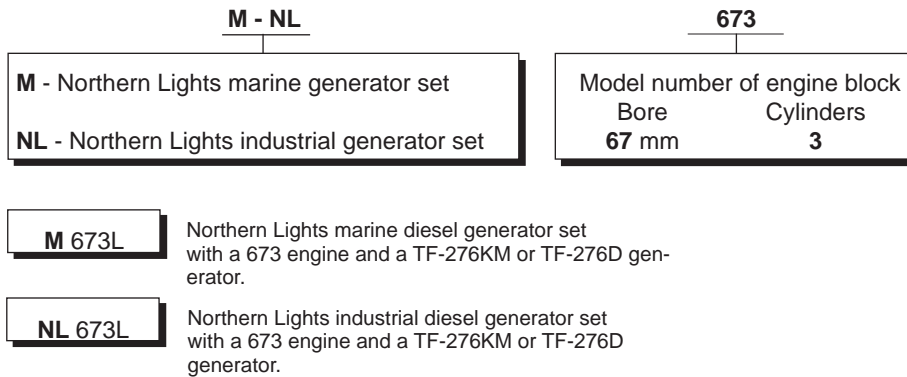 M - NL
673
M - Northern Lights marine generator set
NL - Northern Lights industrial generator set
Model number of engine block
Bore Cylinders
67 mm 3
M 673L
Northern Lights marine diesel generator set
with a 673 engine and a TF-276KM or TF-276D gen-
erator.
NL 673L
Northern Lights industrial diesel generator set
with a 673 engine and a TF-276KM or TF-276D
generator.